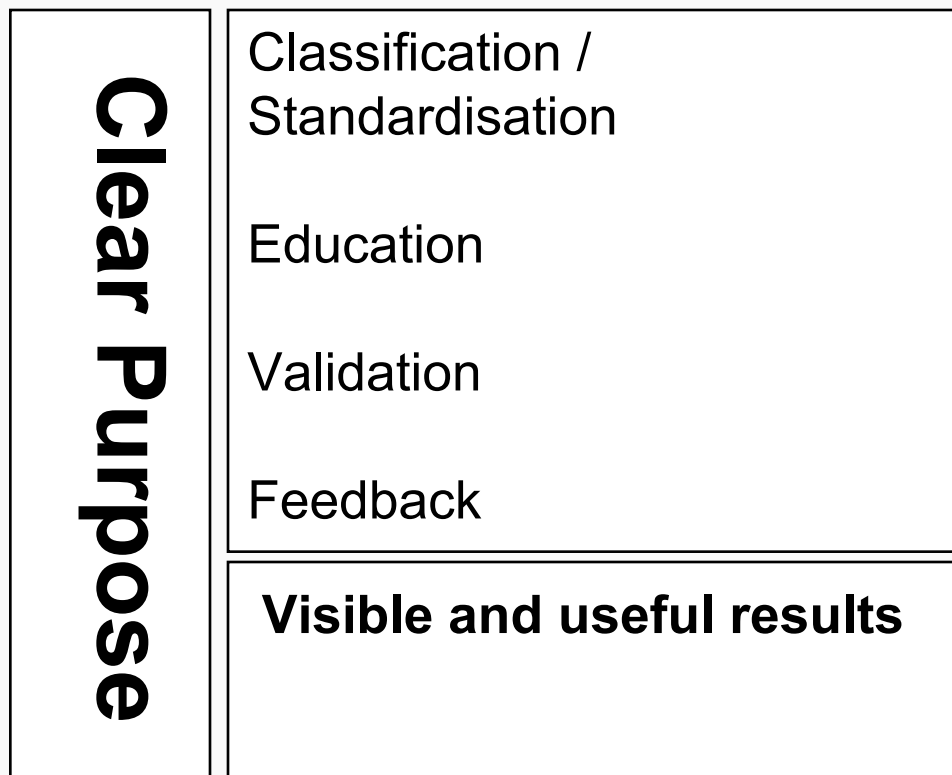 Clear Purpose
Classification /
Standardisation
Education
Validation
Feedback
Visible and useful results